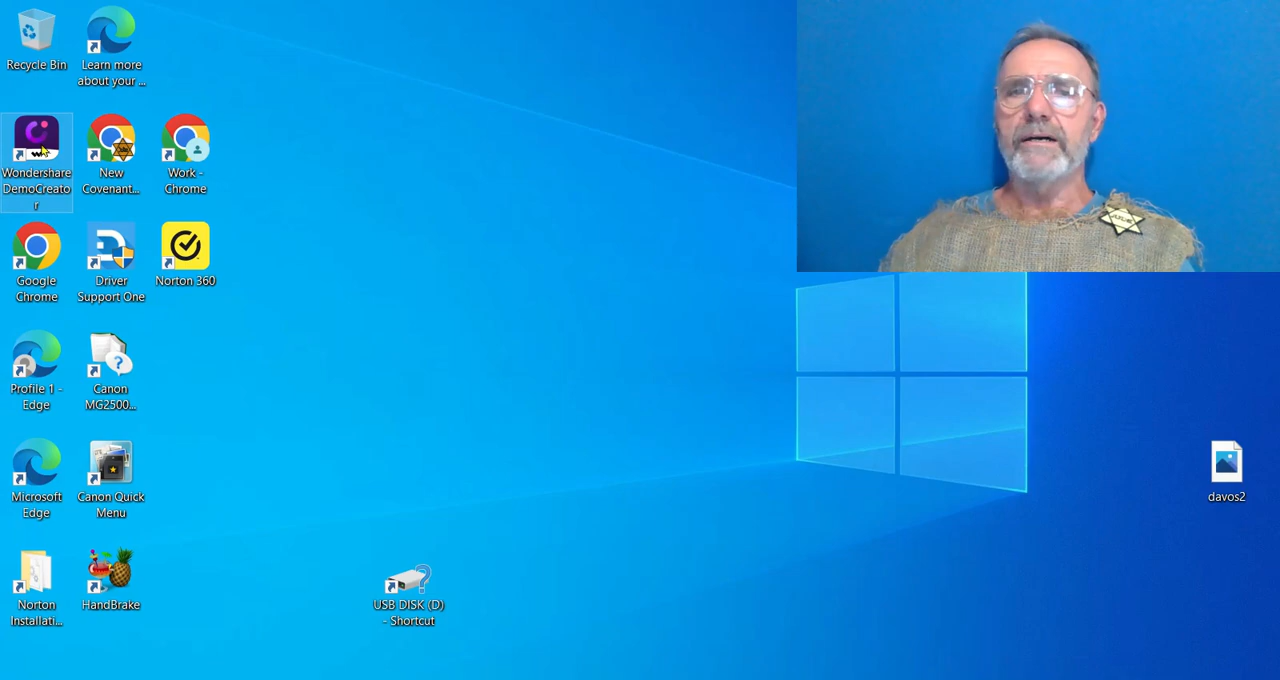 Recycle Bin
Learn more
about your ...
Wondershare
DemoCreato
r
New
Covenant...
Work -
Chrome
Google
Chrome
Driver
Support One
Norton 360
Profile 1 -
Edge
Canon
MG2500...
Microsoft
Edge
Canon Quick
Menu
davos2
Norton
Installati...
HandBrake
USB DISK (D)
- Shortcut